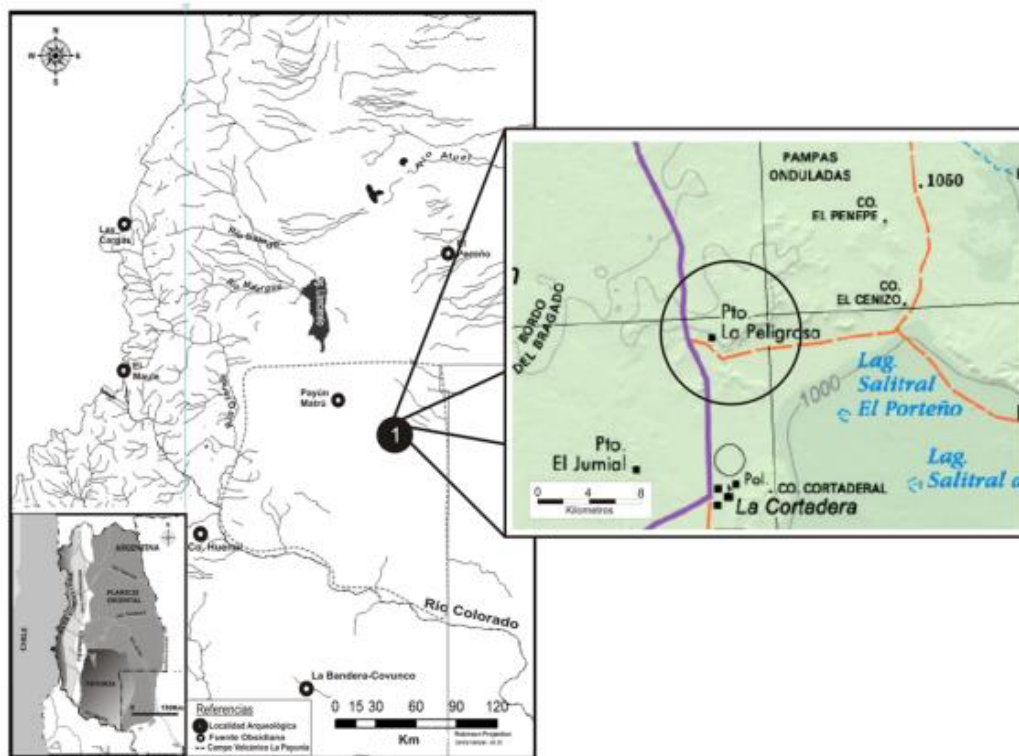 N
W
E
S
Río Atuel
Las
Cargas
El
Peceño
Río Salado
Río Malargüe
El
Maule
Payún
Matrú
1
Co. Huenul
Río Colorado
La Bandera-Covunco
Referencias
Localidad Arqueológica
Fuente Obsidiana
Campo Volcánico La Payunia
0 15 30 60 90 120
Km
Robinson Projection
CHILE
ARGENTINA
PLANICIE
ORIENTAL
PAMPAS
ONDULADAS
1050
CO.
EL PENEPE
CO.
EL CENIZO
BORDO
DEL BRAGADO
Pto.
La Peligrosa
1000
Lag.
Salitral
El Porteño
Lag.
Salitral d
Pto.
El Jumial
Pol.
CO. CORTADERAL
La Cortadera
0 4 8
Kilometros